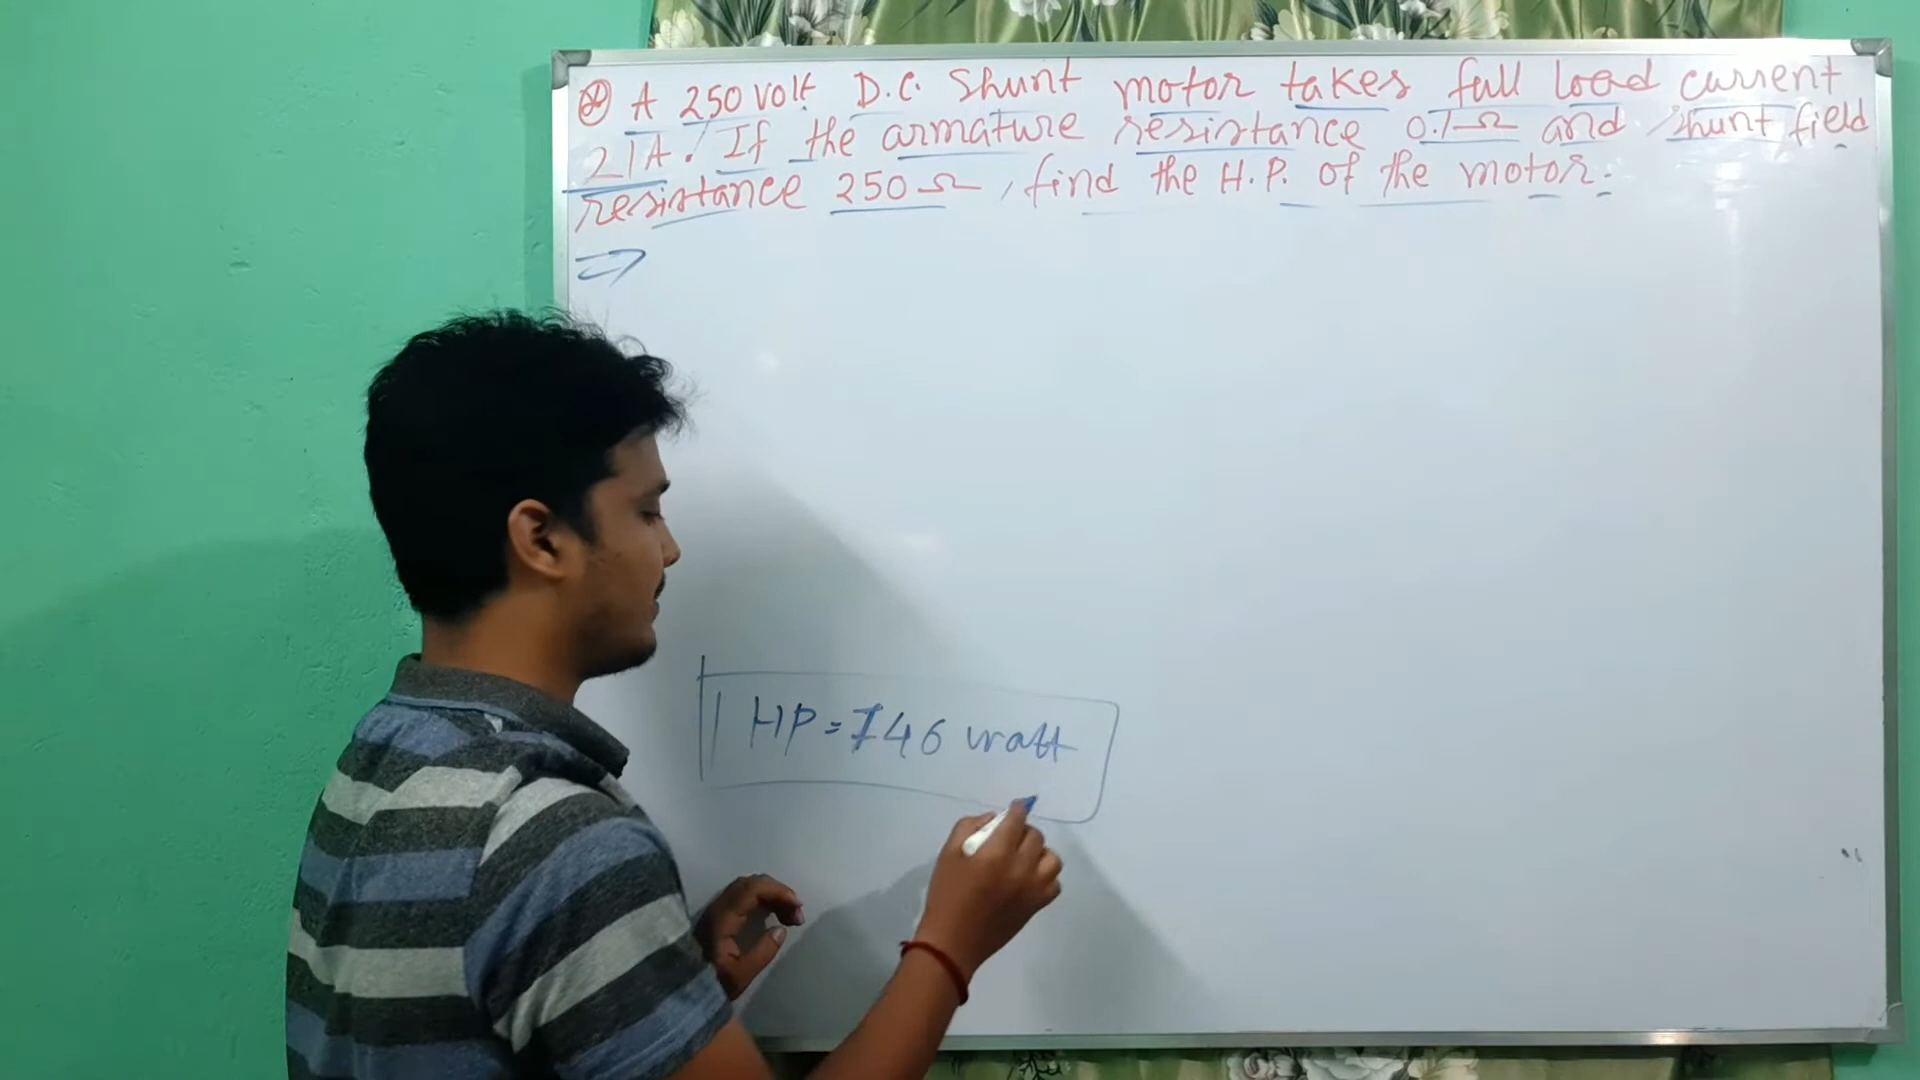 A 250 volt D.C. Shunt motor takes full load current
21A. If the armature resistance 0.1Ω and shunt field
resistance 250Ω, find the H.P. of the motor.
⇒
HP = 746 watt